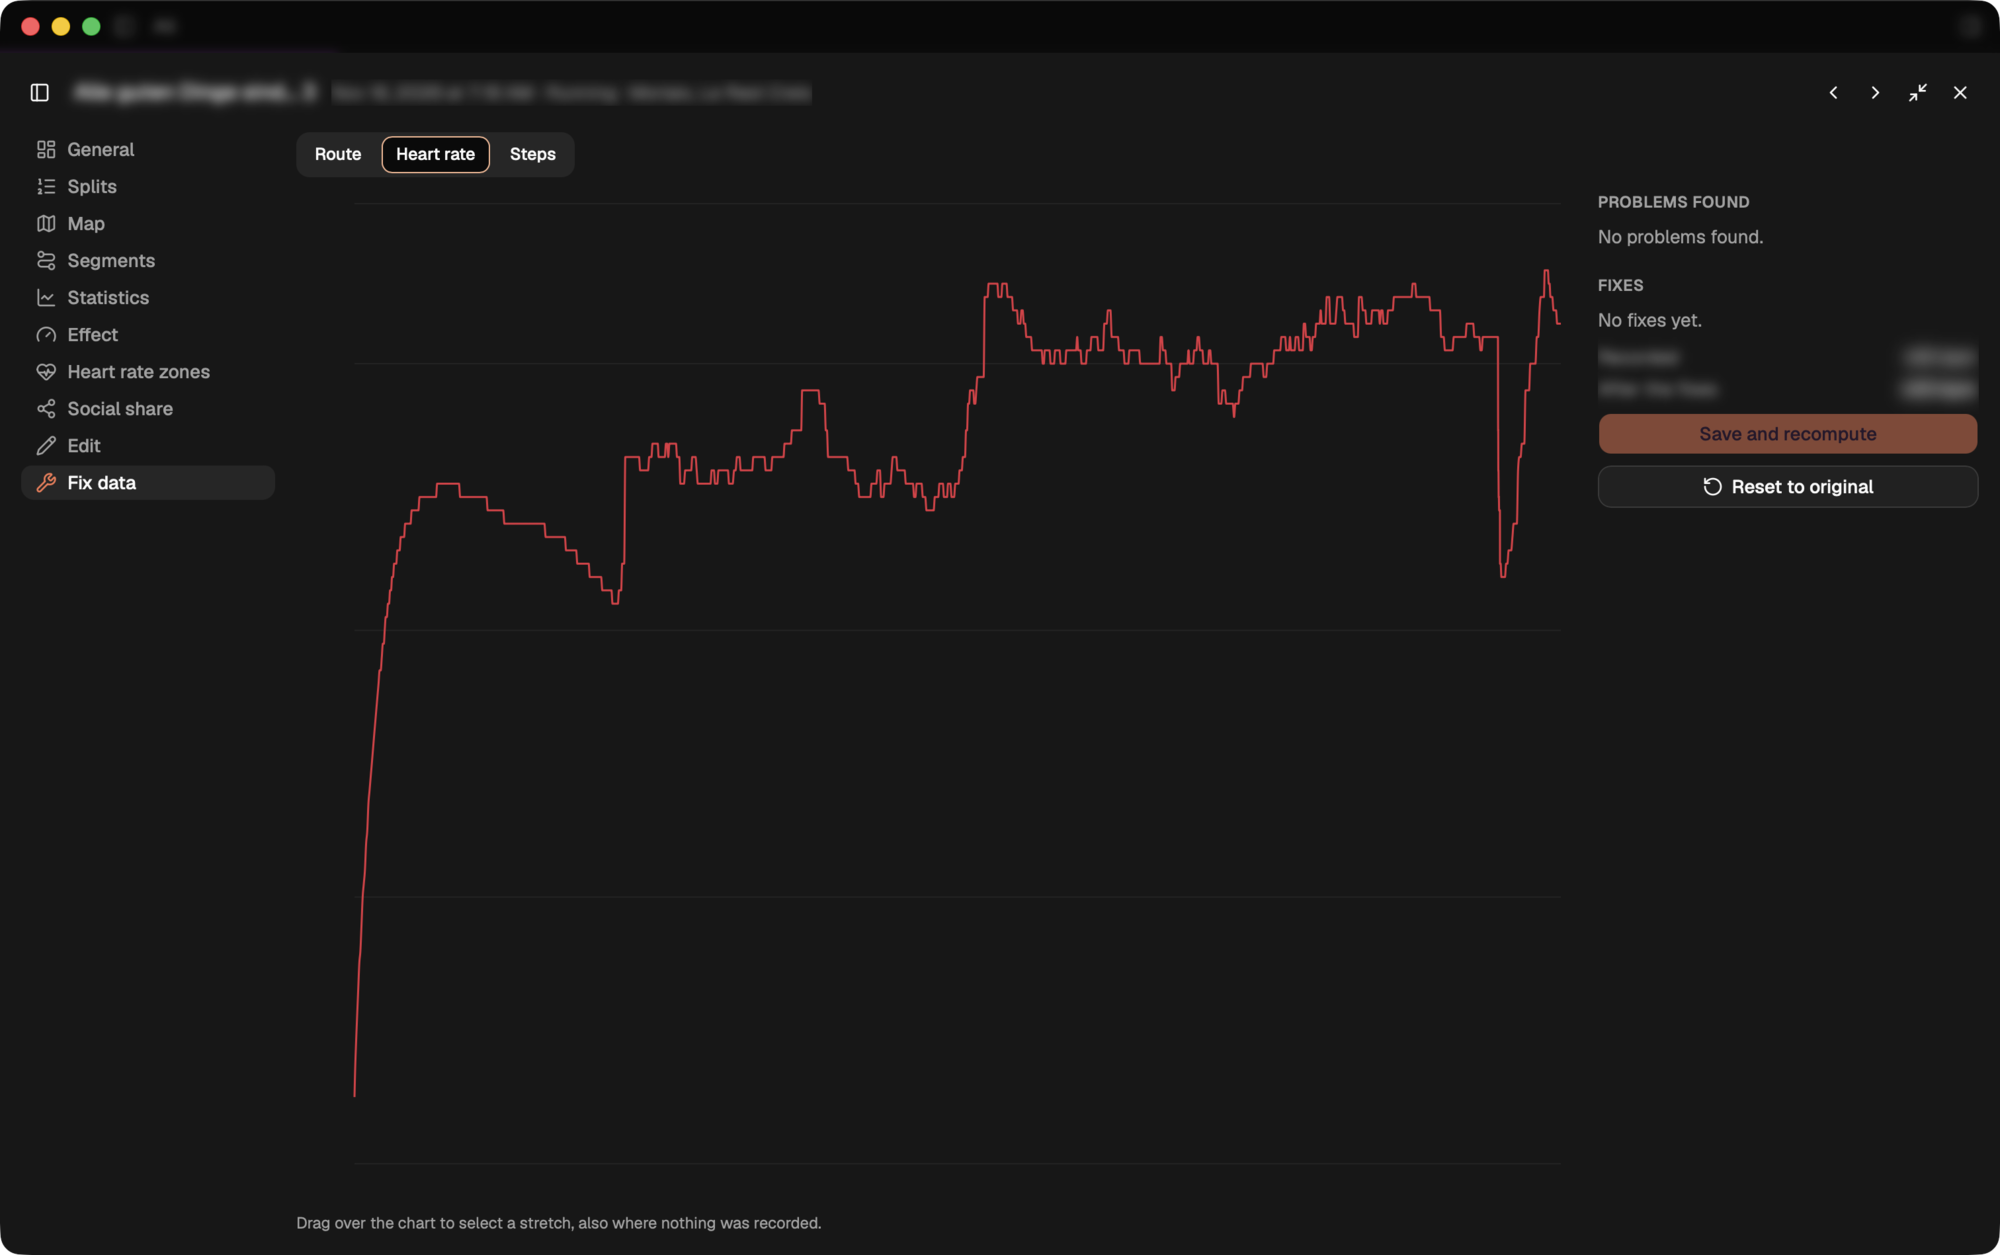 General
Splits
Map
Segments
Statistics
Effect
Heart rate zones
Social share
Edit
Fix data
Route
Heart rate
Steps
PROBLEMS FOUND
No problems found.
FIXES
No fixes yet.
Save and recompute
Reset to original
Drag over the chart to select a stretch, also where nothing was recorded.